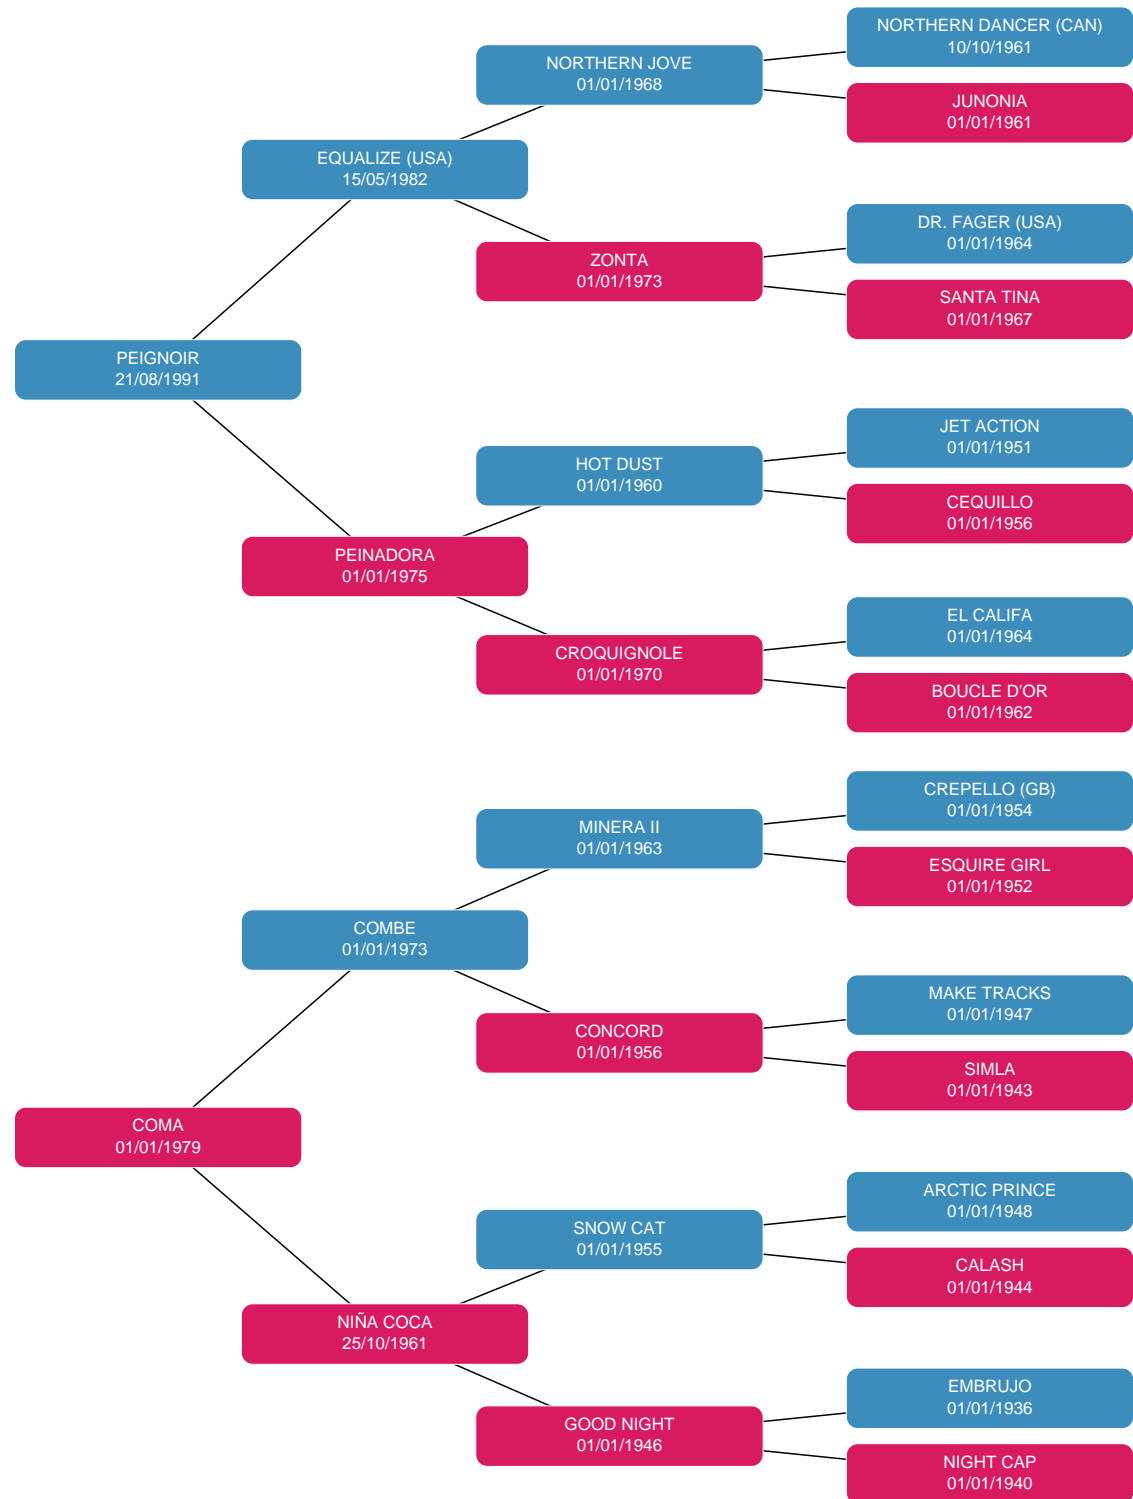 NORTHERN DANCER (CAN)
10/10/1961
NORTHERN JOVE
01/01/1968
JUNONIA
01/01/1961
EQUALIZE (USA)
15/05/1982
DR. FAGER (USA)
01/01/1964
ZONTA
01/01/1973
SANTA TINA
01/01/1967
PEIGNOIR
21/08/1991
JET ACTION
01/01/1951
HOT DUST
01/01/1960
CEQUILLO
01/01/1956
PEINADORA
01/01/1975
EL CALIFA
01/01/1964
CROQUIGNOLE
01/01/1970
BOUCLE D'OR
01/01/1962
CREPELLO (GB)
01/01/1954
MINERA II
01/01/1963
ESQUIRE GIRL
01/01/1952
COMBE
01/01/1973
MAKE TRACKS
01/01/1947
CONCORD
01/01/1956
SIMLA
01/01/1943
COMA
01/01/1979
ARCTIC PRINCE
01/01/1948
SNOW CAT
01/01/1955
CALASH
01/01/1944
NIÑA COCA
25/10/1961
EMBRUJO
01/01/1936
GOOD NIGHT
01/01/1946
NIGHT CAP
01/01/1940